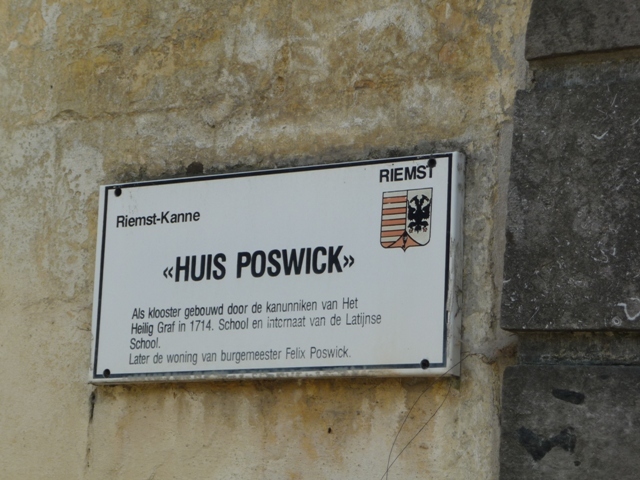 RIEMST
Riemst-Kanne
«HUIS POSWICK»
Als klooster gebouwd door de kanunniken van Het
Heilig Graf in 1714. School en internaat van de Latijnse
School.
Later de woning van burgemeester Felix Poswick.